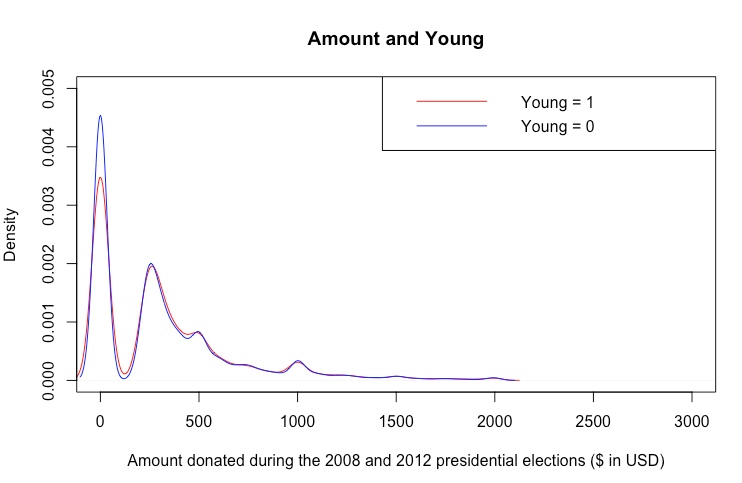 Amount and Young
Young = 1
Young = 0
Density
0.005
0.004
0.003
0.002
0.001
0.000
0 500 1000 1500 2000 2500 3000
Amount donated during the 2008 and 2012 presidential elections ($ in USD)